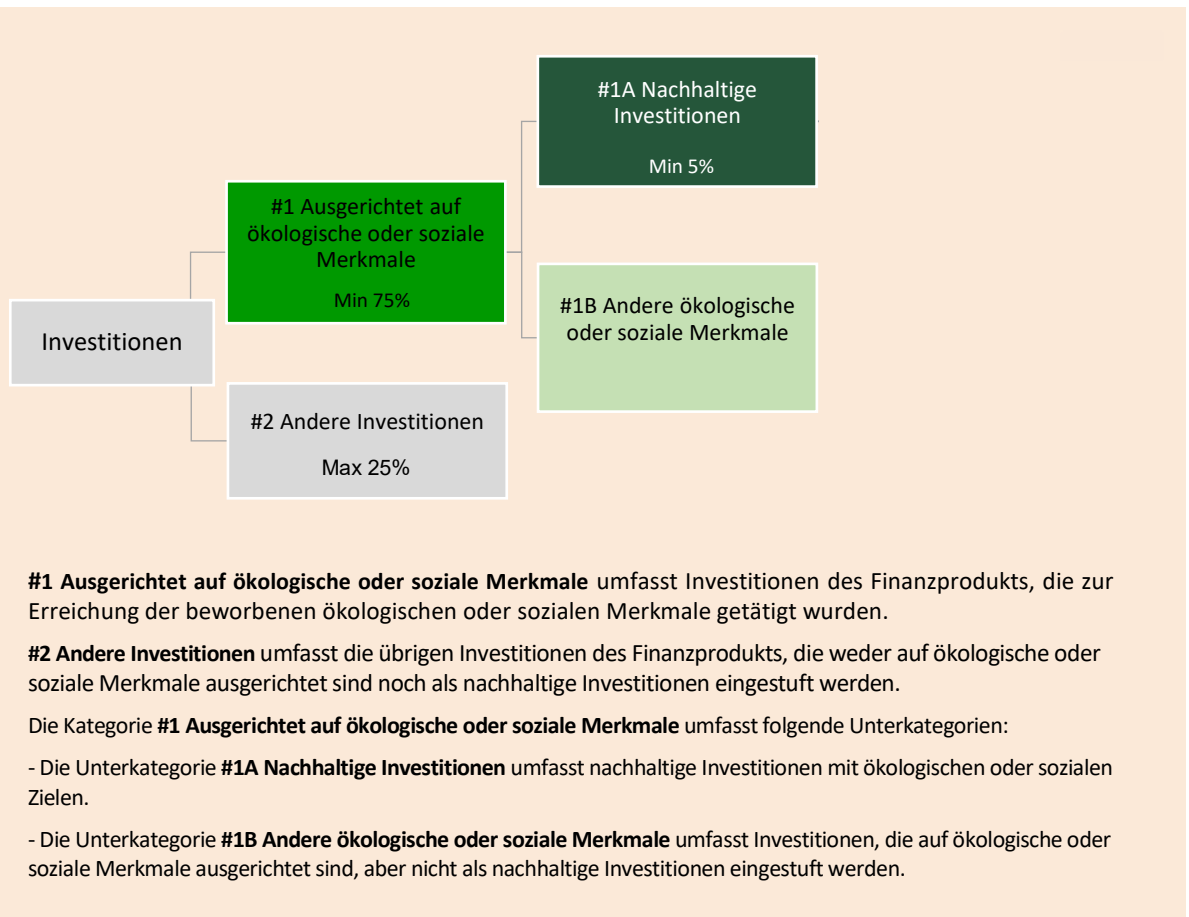 #1A Nachhaltige
Investitionen
Min 5%
#1 Ausgerichtet auf
ökologische oder soziale
Merkmale
Min 75%
#1B Andere ökologische
oder soziale Merkmale
Investitionen
#2 Andere Investitionen
Max 25%
#1 Ausgerichtet auf ökologische oder soziale Merkmale umfasst Investitionen des Finanzprodukts, die zur
Erreichung der beworbenen ökologischen oder sozialen Merkmale getätigt wurden.
#2 Andere Investitionen umfasst die übrigen Investitionen des Finanzprodukts, die weder auf ökologische oder
soziale Merkmale ausgerichtet sind noch als nachhaltige Investitionen eingestuft werden.
Die Kategorie #1 Ausgerichtet auf ökologische oder soziale Merkmale umfasst folgende Unterkategorien:
- Die Unterkategorie #1A Nachhaltige Investitionen umfasst nachhaltige Investitionen mit ökologischen oder sozialen
Zielen.
- Die Unterkategorie #1B Andere ökologische oder soziale Merkmale umfasst Investitionen, die auf ökologische oder
soziale Merkmale ausgerichtet sind, aber nicht als nachhaltige Investitionen eingestuft werden.